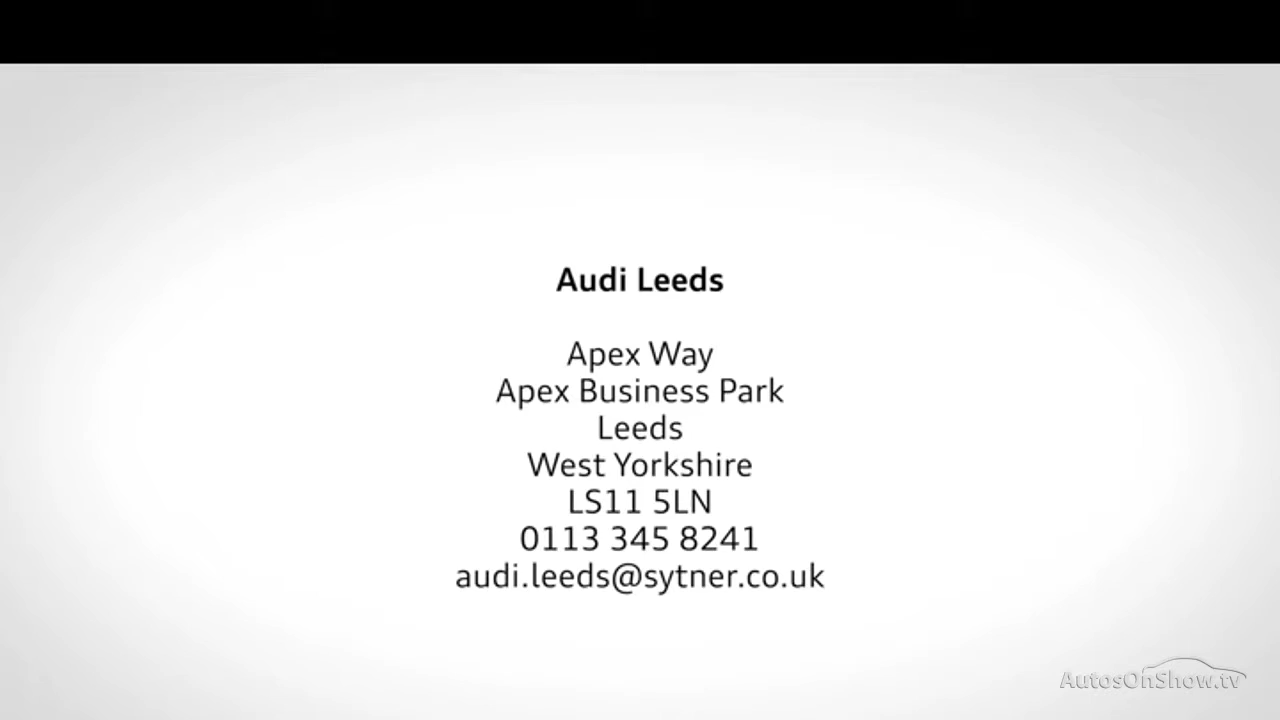 Audi Leeds
Apex Way
Apex Business Park
Leeds
West Yorkshire
LS11 5LN
0113 345 8241
audi.leeds@sytner.co.uk
AutosOnShow.tv